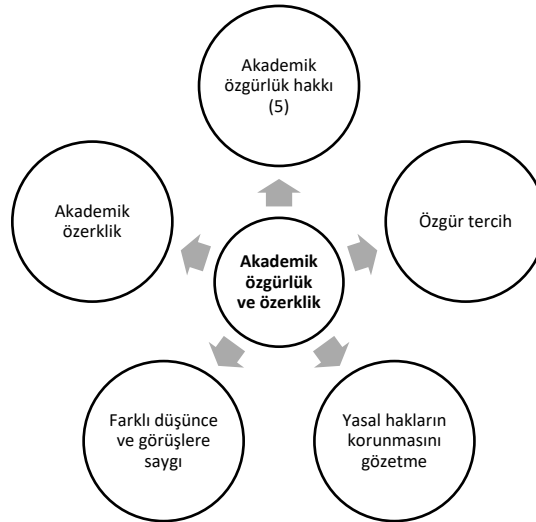 Akademik
özgürlük hakkı
(5)
Akademik
özerklik
Özgür tercih
Akademik
özgürlük
ve özerklik
Farklı düşünce
ve görüşlere
saygı
Yasal hakların
korunmasını
gözetme